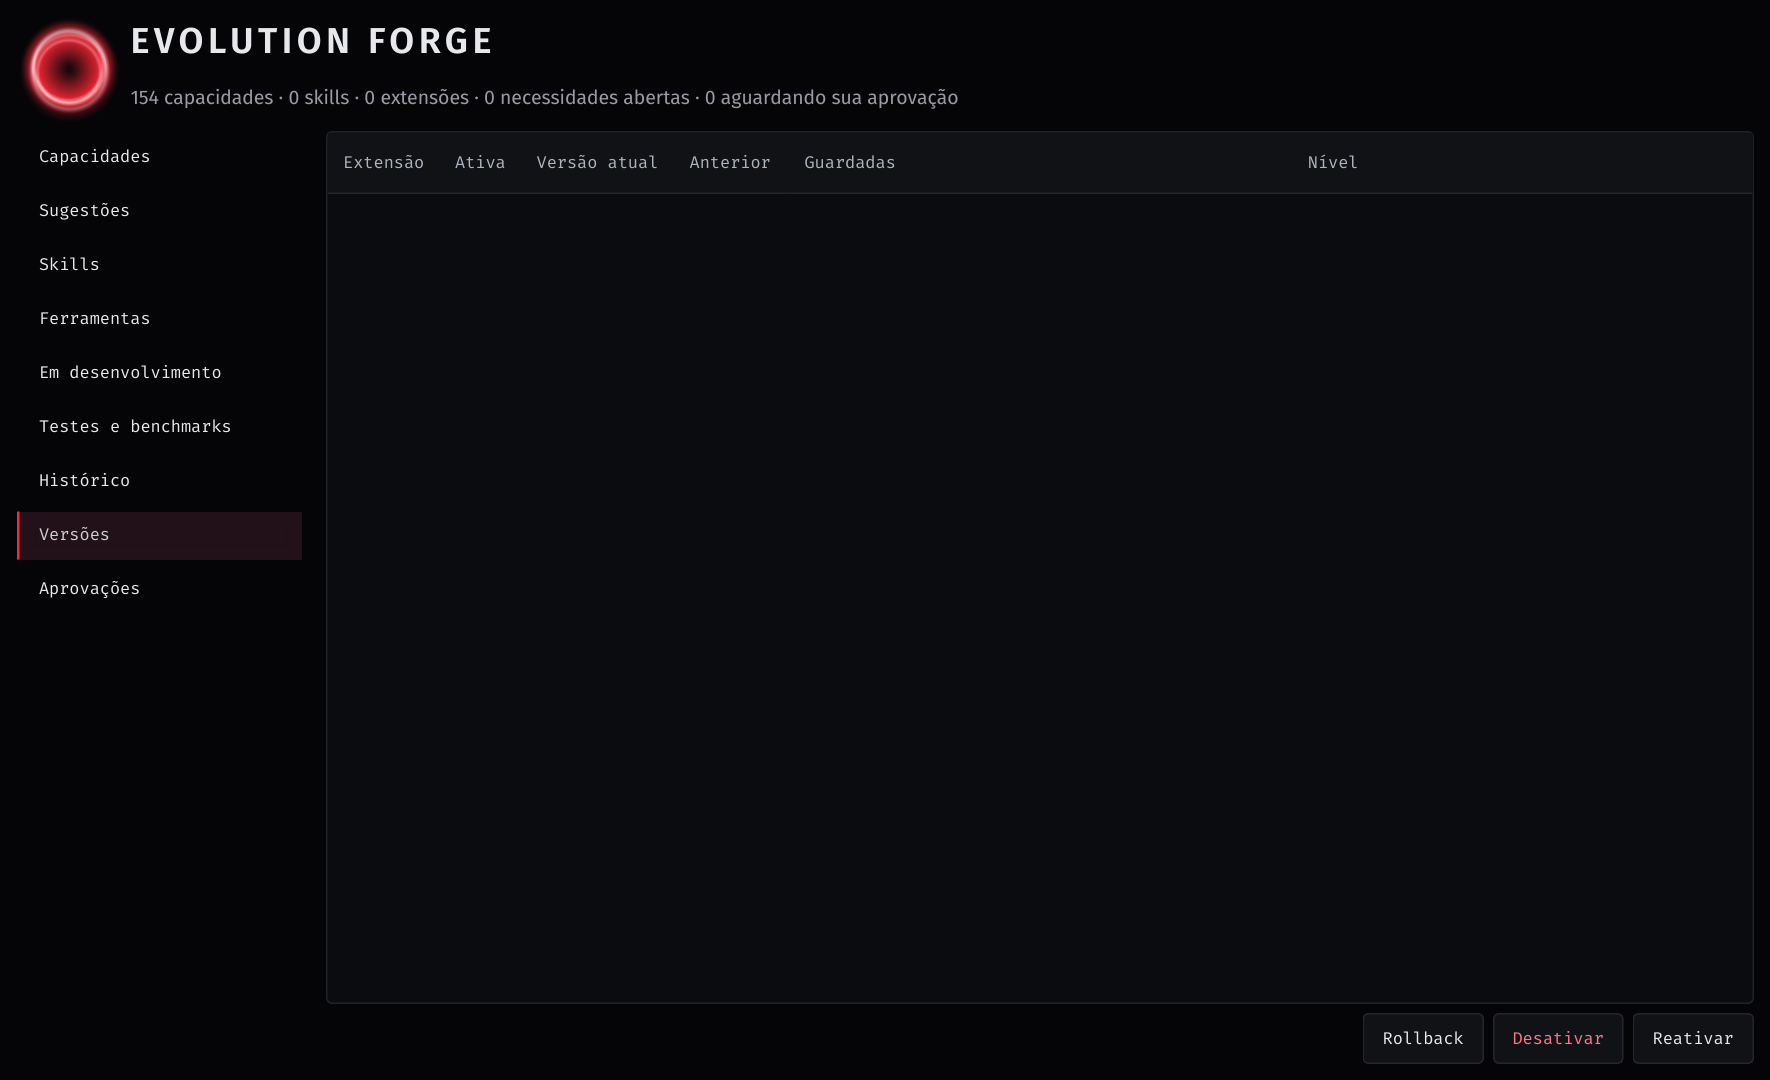 EVOLUTION FORGE
154 capacidades · 0 skills · 0 extensões · 0 necessidades abertas · 0 aguardando sua aprovação
Capacidades
Sugestões
Skills
Ferramentas
Em desenvolvimento
Testes e benchmarks
Histórico
Versões
Aprovações
Extensão Ativa Versão atual Anterior Guardadas Nível
Rollback Desativar Reativar